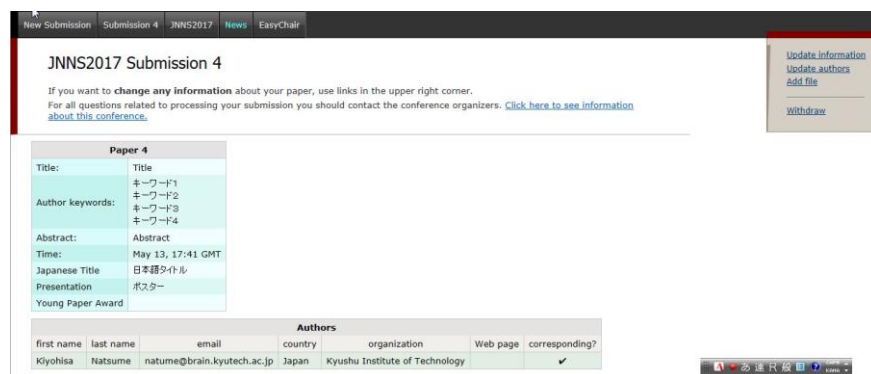 New Submission Submission 4 JNNS2017 News EasyChair
JNNS2017 Submission 4
If you want to change any information about your paper, use links in the upper right corner.
For all questions related to processing your submission you should contact the conference organizers. Click here to see information
about this conference.
Update information
Update authors
Add file
Withdraw
Paper 4
Title: Title
Author keywords: キーワード1
キーワード2
キーワード3
キーワード4
Abstract: Abstract
Time: May 13, 17:41 GMT
Japanese Title 日本語タイトル
Presentation ポスター
Young Paper Award
Authors
first name last name email country organization Web page corresponding?
Kiyohisa Natsume natume@brain.kyutech.ac.jp Japan Kyushu Institute of Technology ✔
A あ 連 R 般